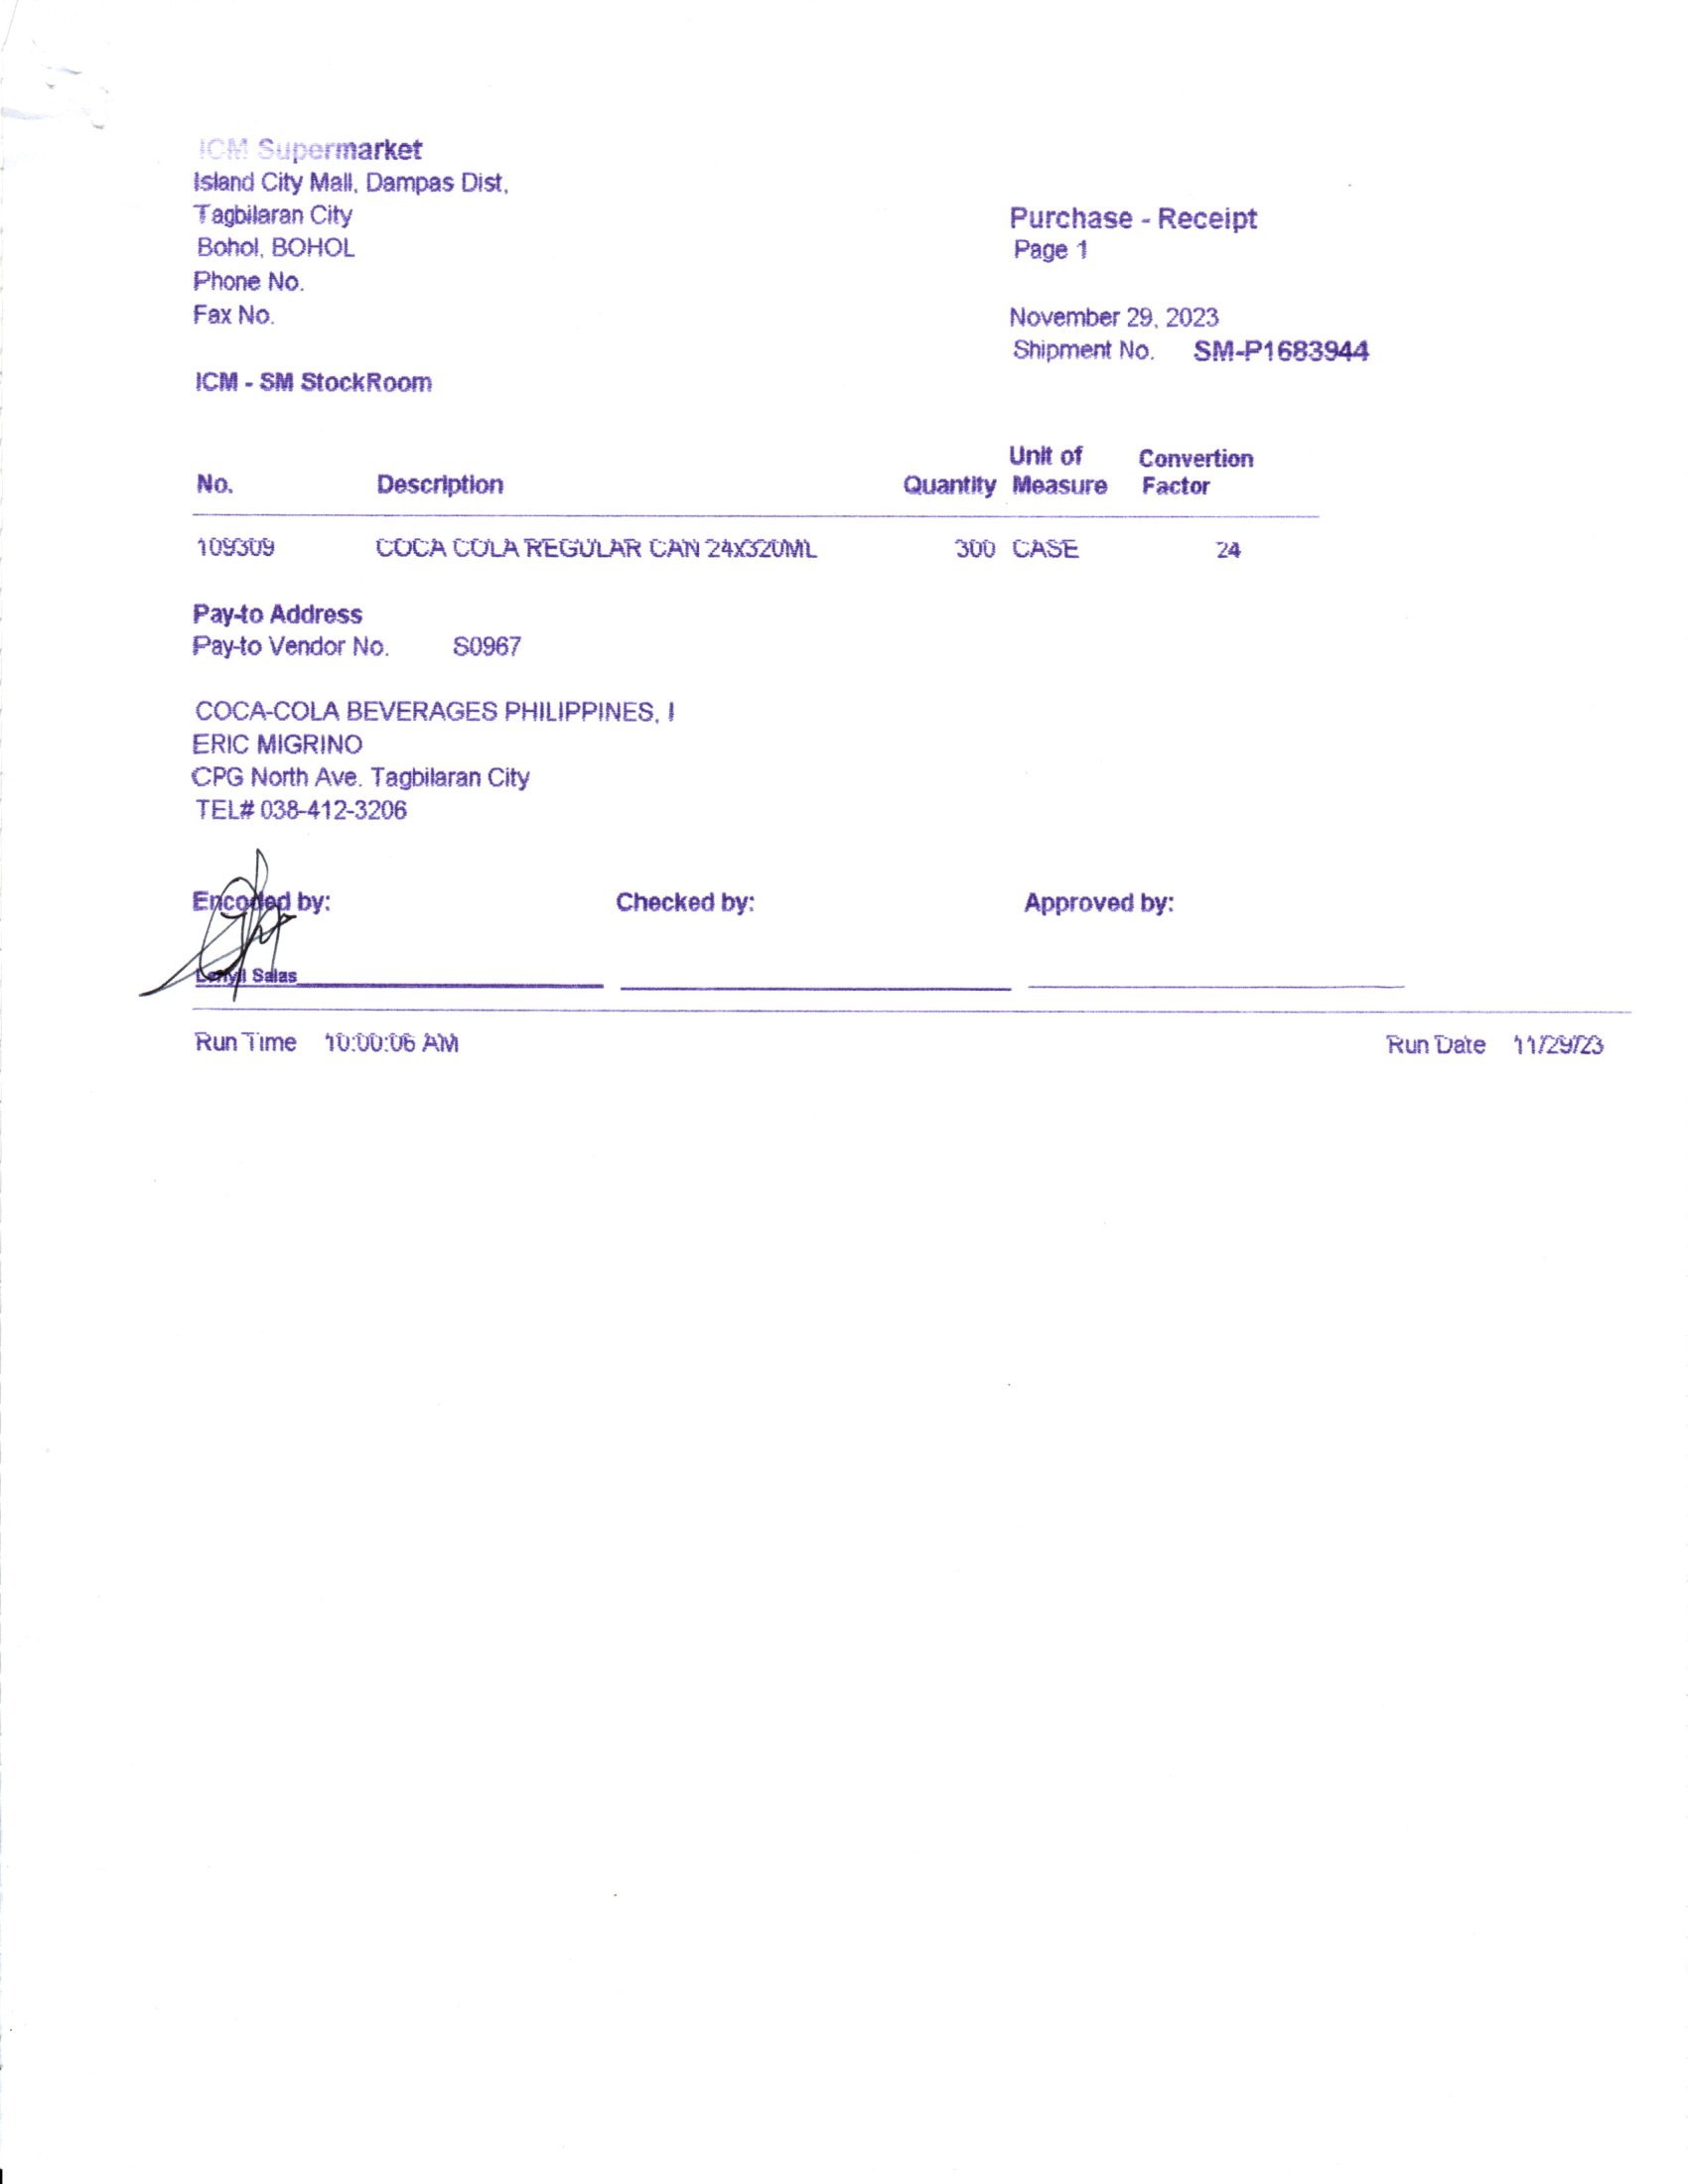 ICM Supermarket
Island City Mall, Dampas Dist,
Tagbilaran City
Bohol, BOHOL
Phone No.
Fax No.
Purchase - Receipt
Page 1
November 29, 2023
Shipment No. SM-P1683944
ICM - SM StockRoom
No. Description Quantity Unit of Measure Convertion Factor
109309 COCA COLA REGULAR CAN 24X320ML 300 CASE 24
Pay-to Address
Pay-to Vendor No. S0967
COCA-COLA BEVERAGES PHILIPPINES, I
ERIC MIGRINO
CPG North Ave. Tagbilaran City
TEL# 038-412-3206
Encoded by: Checked by: Approved by:
Salas
Run Time 10:00:06 AM Run Date 11/29/23